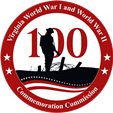 Virginia World War I and World War II
100
Commemoration Commission